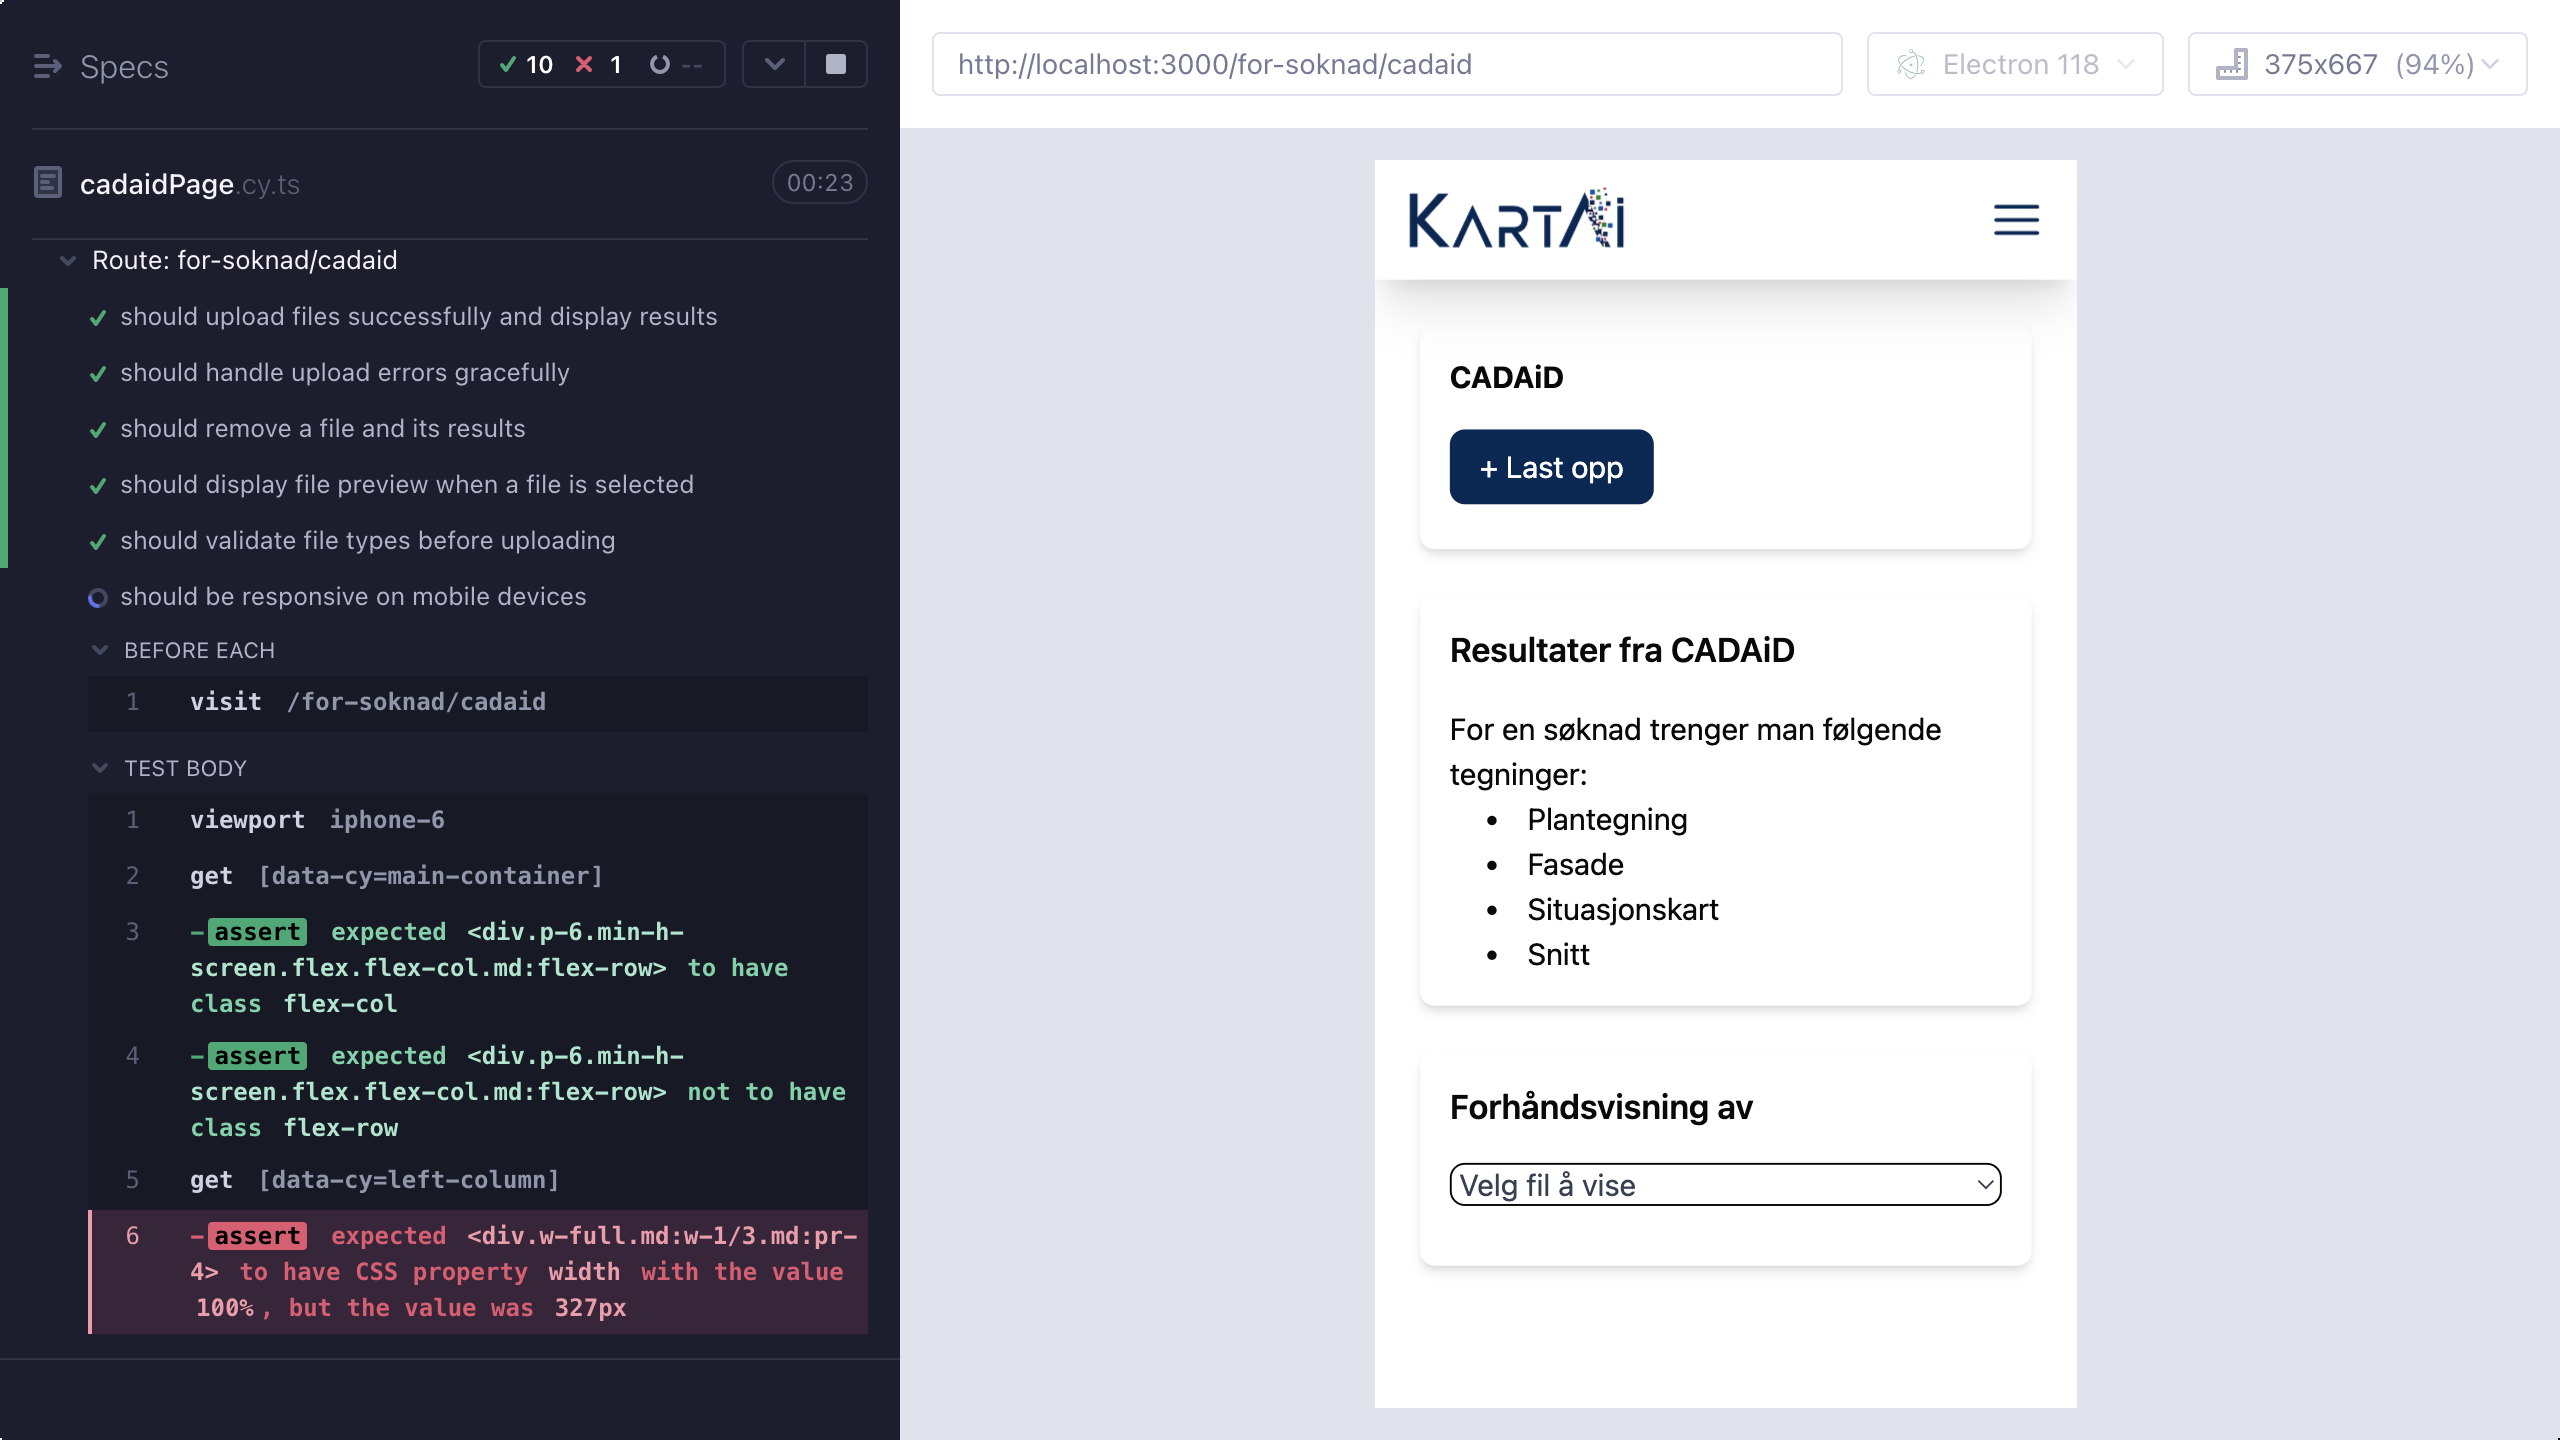 Specs
10 1 --
cadaidPage.cy.ts
00:23
Route: for-soknad/cadaid
should upload files successfully and display results
should handle upload errors gracefully
should remove a file and its results
should display file preview when a file is selected
should validate file types before uploading
should be responsive on mobile devices
BEFORE EACH
1 visit /for-soknad/cadaid
TEST BODY
1 viewport iphone-6
2 get [data-cy=main-container]
3 -assert expected <div.p-6.min-h-
screen.flex.flex-col.md:flex-row> to have
class flex-col
4 -assert expected <div.p-6.min-h-
screen.flex.flex-col.md:flex-row> not to have
class flex-row
5 get [data-cy=left-column]
6 -assert expected <div.w-full.md:w-1/3.md:pr-
4> to have CSS property width with the value
100%, but the value was 327px
http://localhost:3000/for-soknad/cadaid
Electron 118
375x667 (94%)
KARTAi
CADAiD
+ Last opp
Resultater fra CADAiD
For en søknad trenger man følgende
tegninger:
• Plantegning
• Fasade
• Situasjonskart
• Snitt
Forhåndsvisning av
Velg fil å vise